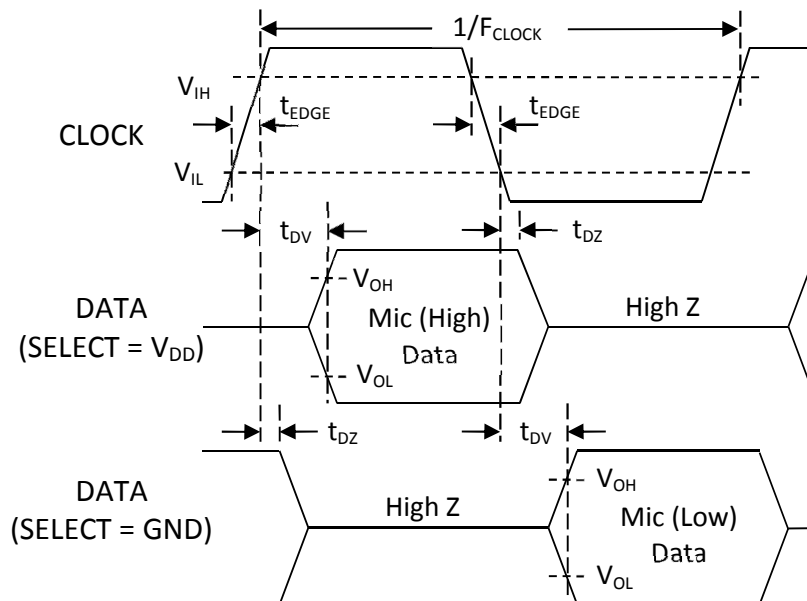 1/FCLOCK
VIH
tEDGE
tEDGE
CLOCK
VIL
tDV
tDZ
VOH
DATA
(SELECT = VDD)
Mic (High)
Data
High Z
VOL
tDZ
tDV
DATA
(SELECT = GND)
High Z
VOH
Mic (Low)
Data
VOL